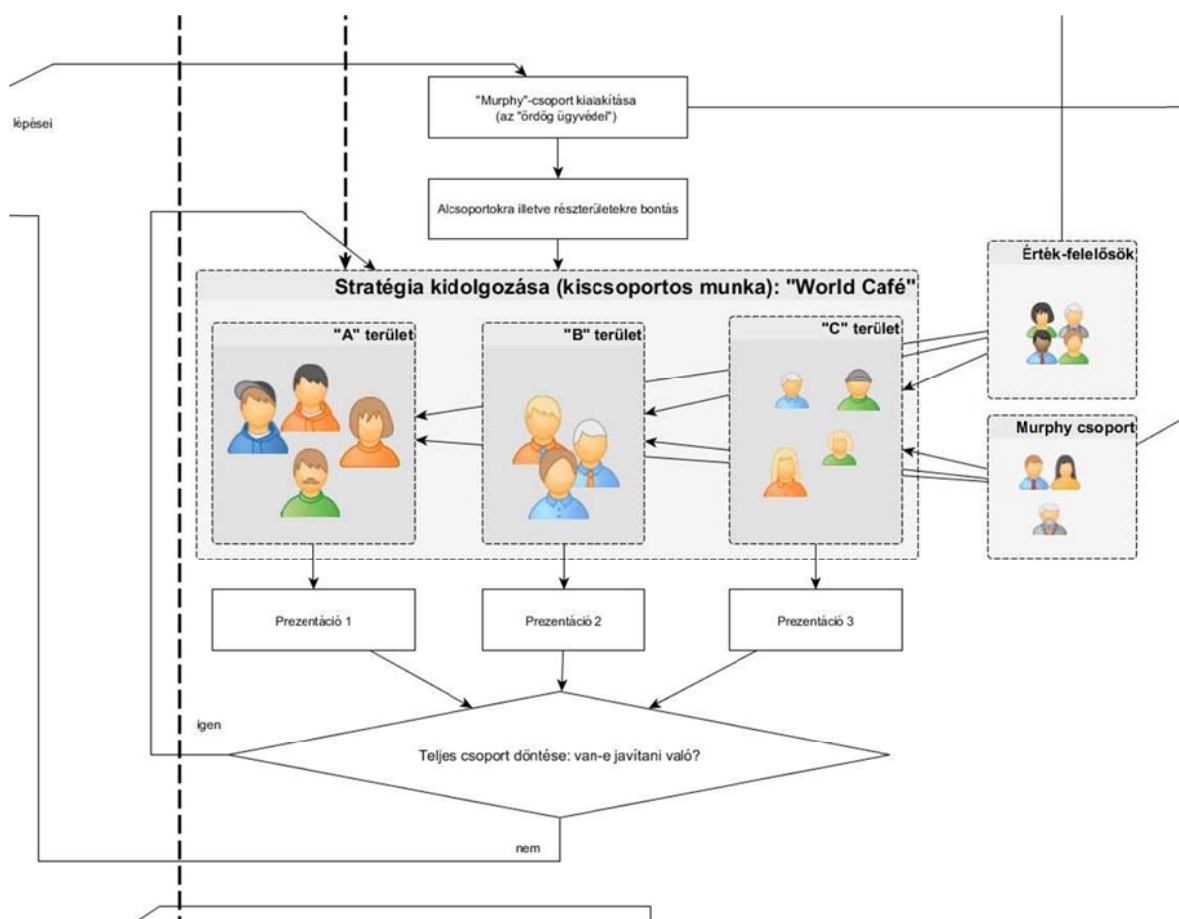 "Murphy"-csoport kialakítása
(az "ördög ügyvédei")
lépései
Alcsoportokra illetve részterületekre bontás
Érték-felelősök
Stratégia kidolgozása (kiscsoportos munka): "World Café"
"A" terület
"B" terület
"C" terület
Murphy csoport
Prezentáció 1
Prezentáció 2
Prezentáció 3
igen
Teljes csoport döntése: van-e javítani való?
nem